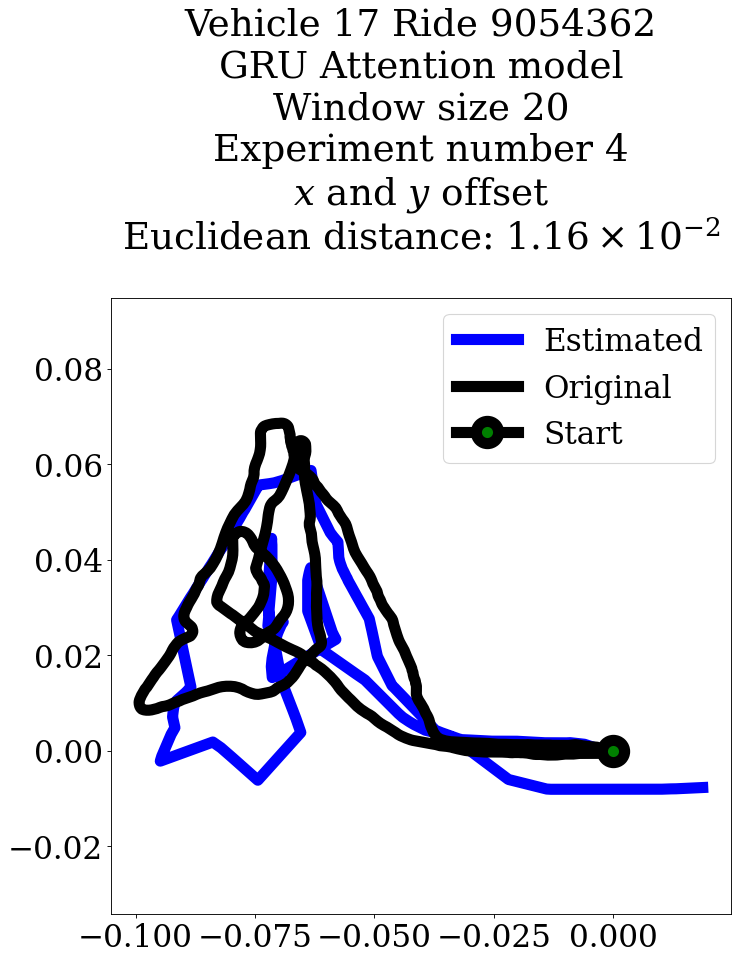 Vehicle 17 Ride 9054362
GRU Attention model
Window size 20
Experiment number 4
x and y offset
Euclidean distance: 1.16 × 10⁻²
Estimated
Original
Start
0.08
0.06
0.04
0.02
0.00
−0.02
−0.100 −0.075 −0.050 −0.025 0.000